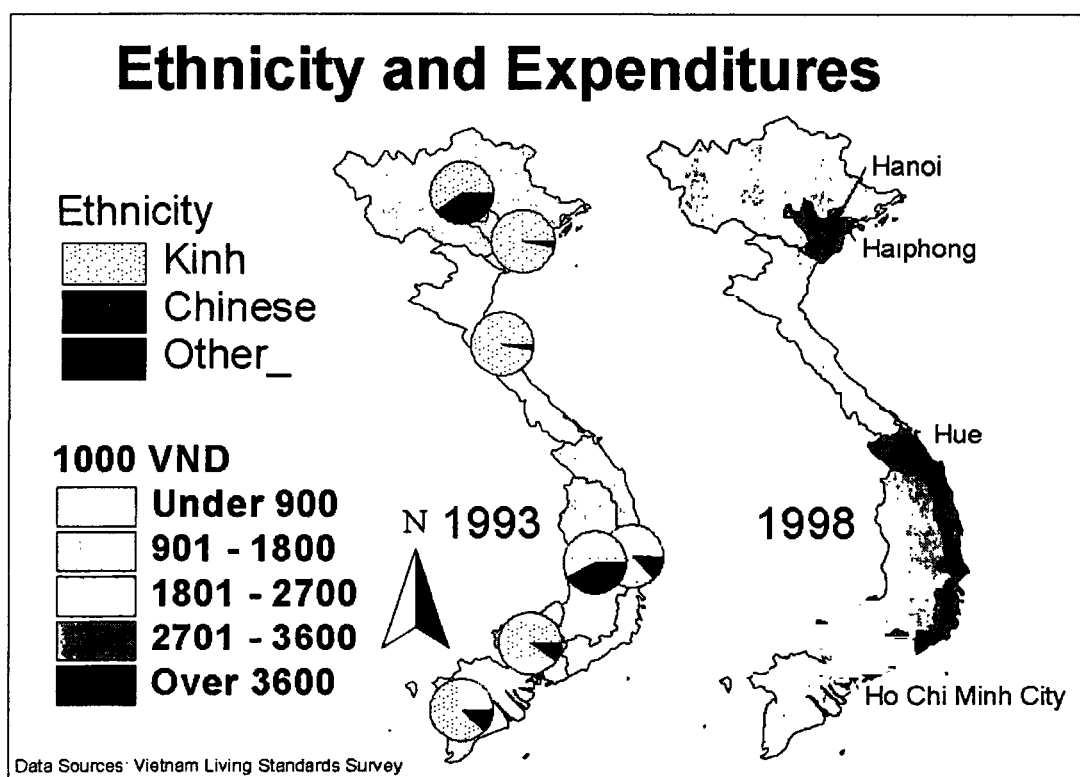 Ethnicity and Expenditures
Ethnicity
Kinh
Chinese
Other_
1000 VND
Under 900
901 - 1800
1801 - 2700
2701 - 3600
Over 3600
N
1993
1998
Hanoi
Haiphong
Hue
Ho Chi Minh City
Data Sources: Vietnam Living Standards Survey